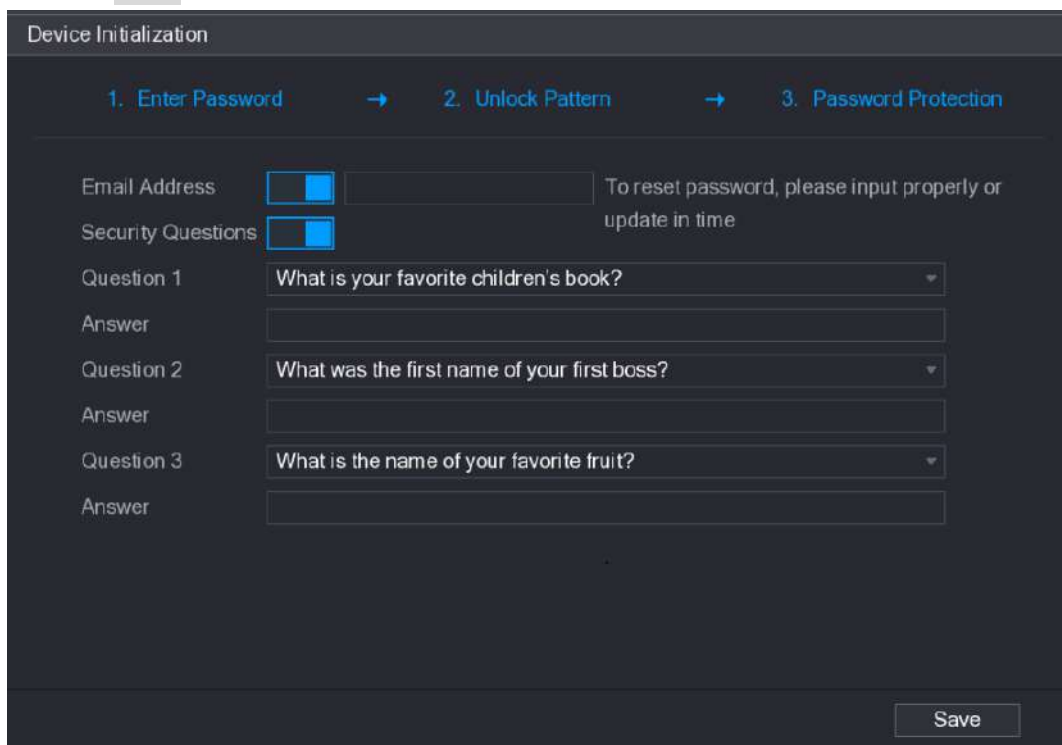 Device Initialization
1. Enter Password → 2. Unlock Pattern → 3. Password Protection
Email Address To reset password, please input properly or
update in time
Security Questions
Question 1 What is your favorite children's book?
Answer
Question 2 What was the first name of your first boss?
Answer
Question 3 What is the name of your favorite fruit?
Answer
Save